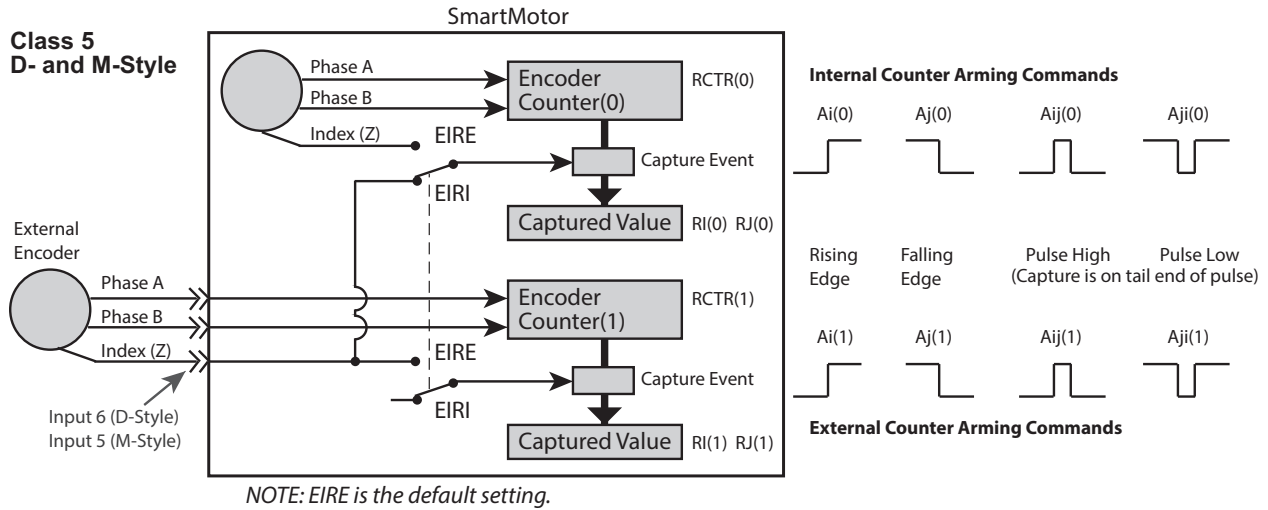 SmartMotor
Class 5
D- and M-Style
Phase A
Phase B
Index (Z)
EIRE
EIRI
Encoder
Counter(0)
RCTR(0)
Capture Event
Captured Value
RI(0) RJ(0)
External
Encoder
Phase A
Phase B
Index (Z)
Input 6 (D-Style)
Input 5 (M-Style)
Encoder
Counter(1)
RCTR(1)
EIRE
EIRI
Capture Event
Captured Value
RI(1) RJ(1)
Internal Counter Arming Commands
Ai(0) Aj(0) Aij(0) Aji(0)
Rising
Edge
Falling
Edge
Pulse High Pulse Low
(Capture is on tail end of pulse)
Ai(1) Aj(1) Aij(1) Aji(1)
External Counter Arming Commands
NOTE: EIRE is the default setting.